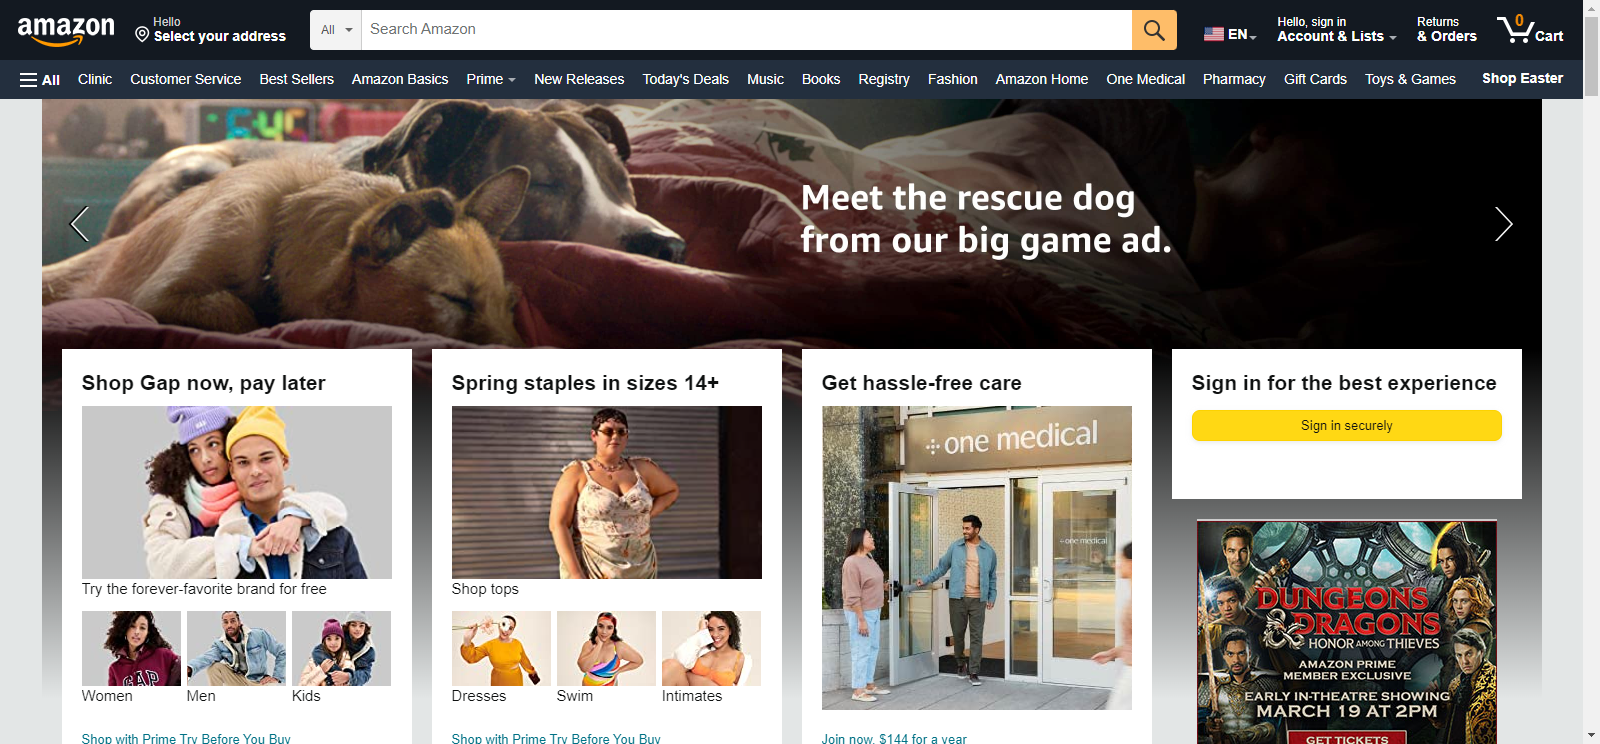 amazon
Hello
Select your address
All
Search Amazon
EN
Hello, sign in
Account & Lists
Returns
& Orders
0
Cart
All
Clinic
Customer Service
Best Sellers
Amazon Basics
Prime
New Releases
Today's Deals
Music
Books
Registry
Fashion
Amazon Home
One Medical
Pharmacy
Gift Cards
Toys & Games
Shop Easter
Meet the rescue dog
from our big game ad.
Shop Gap now, pay later
Try the forever-favorite brand for free
GAP
Women
Men
Kids
Shop with Prime Try Before You Buy
Spring staples in sizes 14+
Shop tops
Dresses
Swim
Intimates
Shop with Prime Try Before You Buy
Get hassle-free care
one medical
one medical
Join now, $144 for a year
Sign in for the best experience
Sign in securely
DUNGEONS
& DRAGONS
HONOR AMONG THIEVES
AMAZON PRIME
MEMBER EXCLUSIVE
EARLY IN-THEATRE SHOWING
MARCH 19 AT 2PM
GET TICKETS